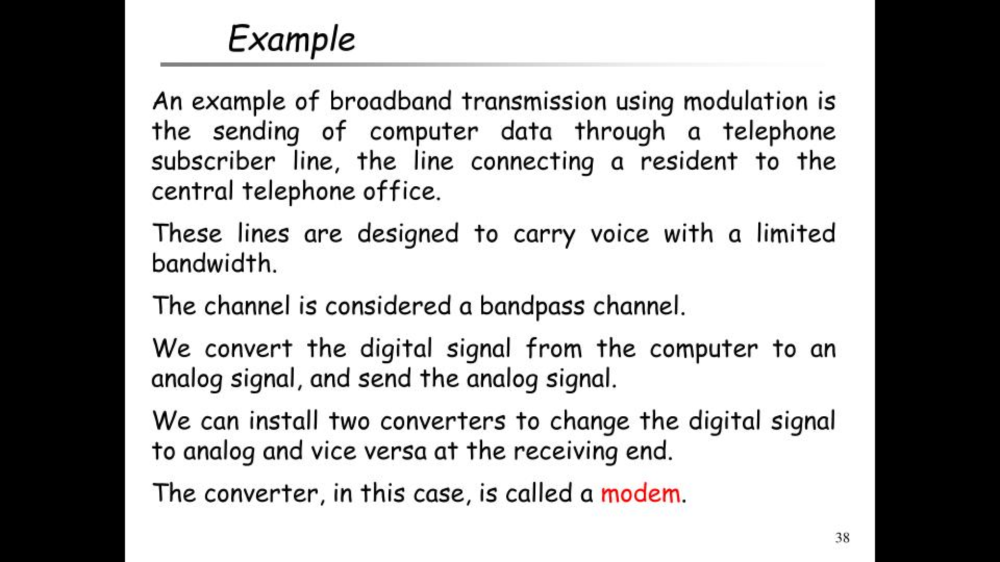 Example
An example of broadband transmission using modulation is
the sending of computer data through a telephone
subscriber line, the line connecting a resident to the
central telephone office.
These lines are designed to carry voice with a limited
bandwidth.
The channel is considered a bandpass channel.
We convert the digital signal from the computer to an
analog signal, and send the analog signal.
We can install two converters to change the digital signal
to analog and vice versa at the receiving end.
The converter, in this case, is called a modem.
38